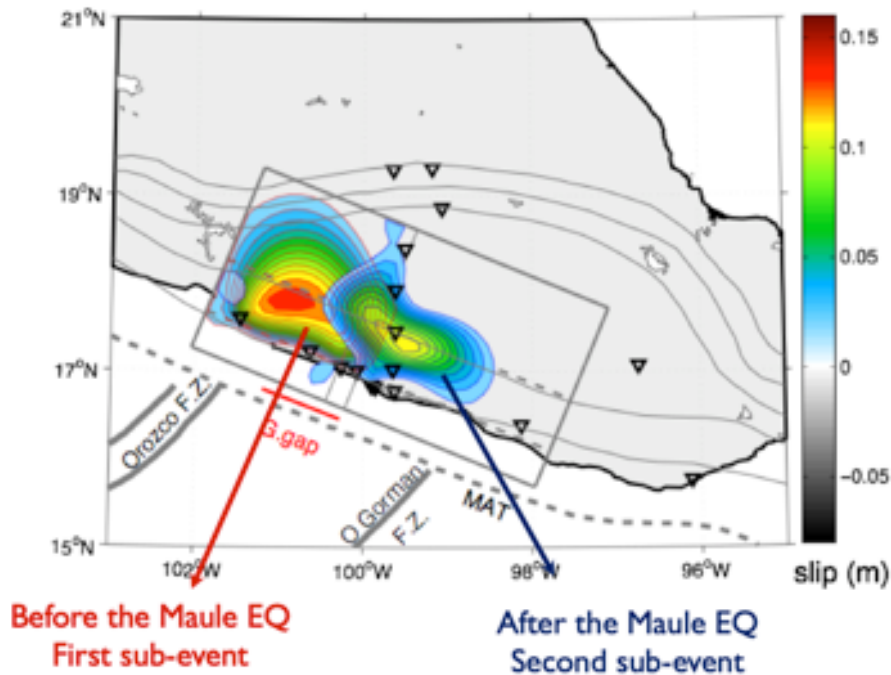 21°N
19°N
17°N
15°N
102°W
100°W
98°W
96°W
0.15
0.1
0.05
0
−0.05
slip (m)
Orozco F.Z.
G.gap
O Gorman
F.Z.
MAT
Before the Maule EQ
First sub-event
After the Maule EQ
Second sub-event